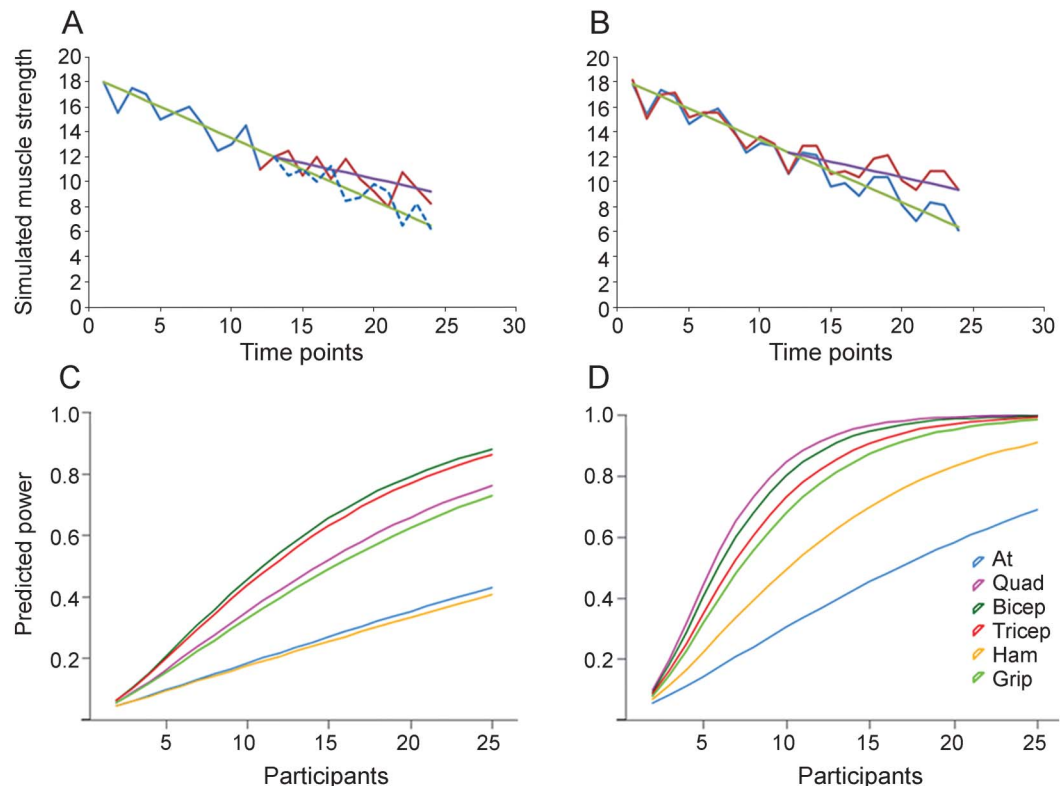 A
B
Simulated muscle strength
20
18
16
14
12
10
8
6
4
2
0
0 5 10 15 20 25 30
Time points
20
18
16
14
12
10
8
6
4
2
0
0 5 10 15 20 25 30
Time points
C
D
Predicted power
1.0
0.8
0.6
0.4
0.2
5 10 15 20 25
Participants
1.0
0.8
0.6
0.4
0.2
At
Quad
Bicep
Tricep
Ham
Grip
5 10 15 20 25
Participants